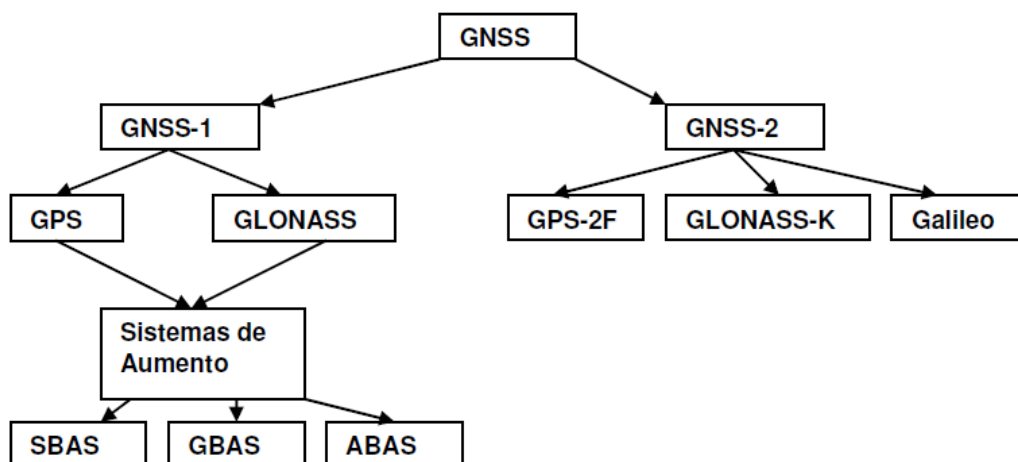 GNSS
GNSS-1
GNSS-2
GPS
GLONASS
GPS-2F
GLONASS-K
Galileo
Sistemas de
Aumento
SBAS
GBAS
ABAS